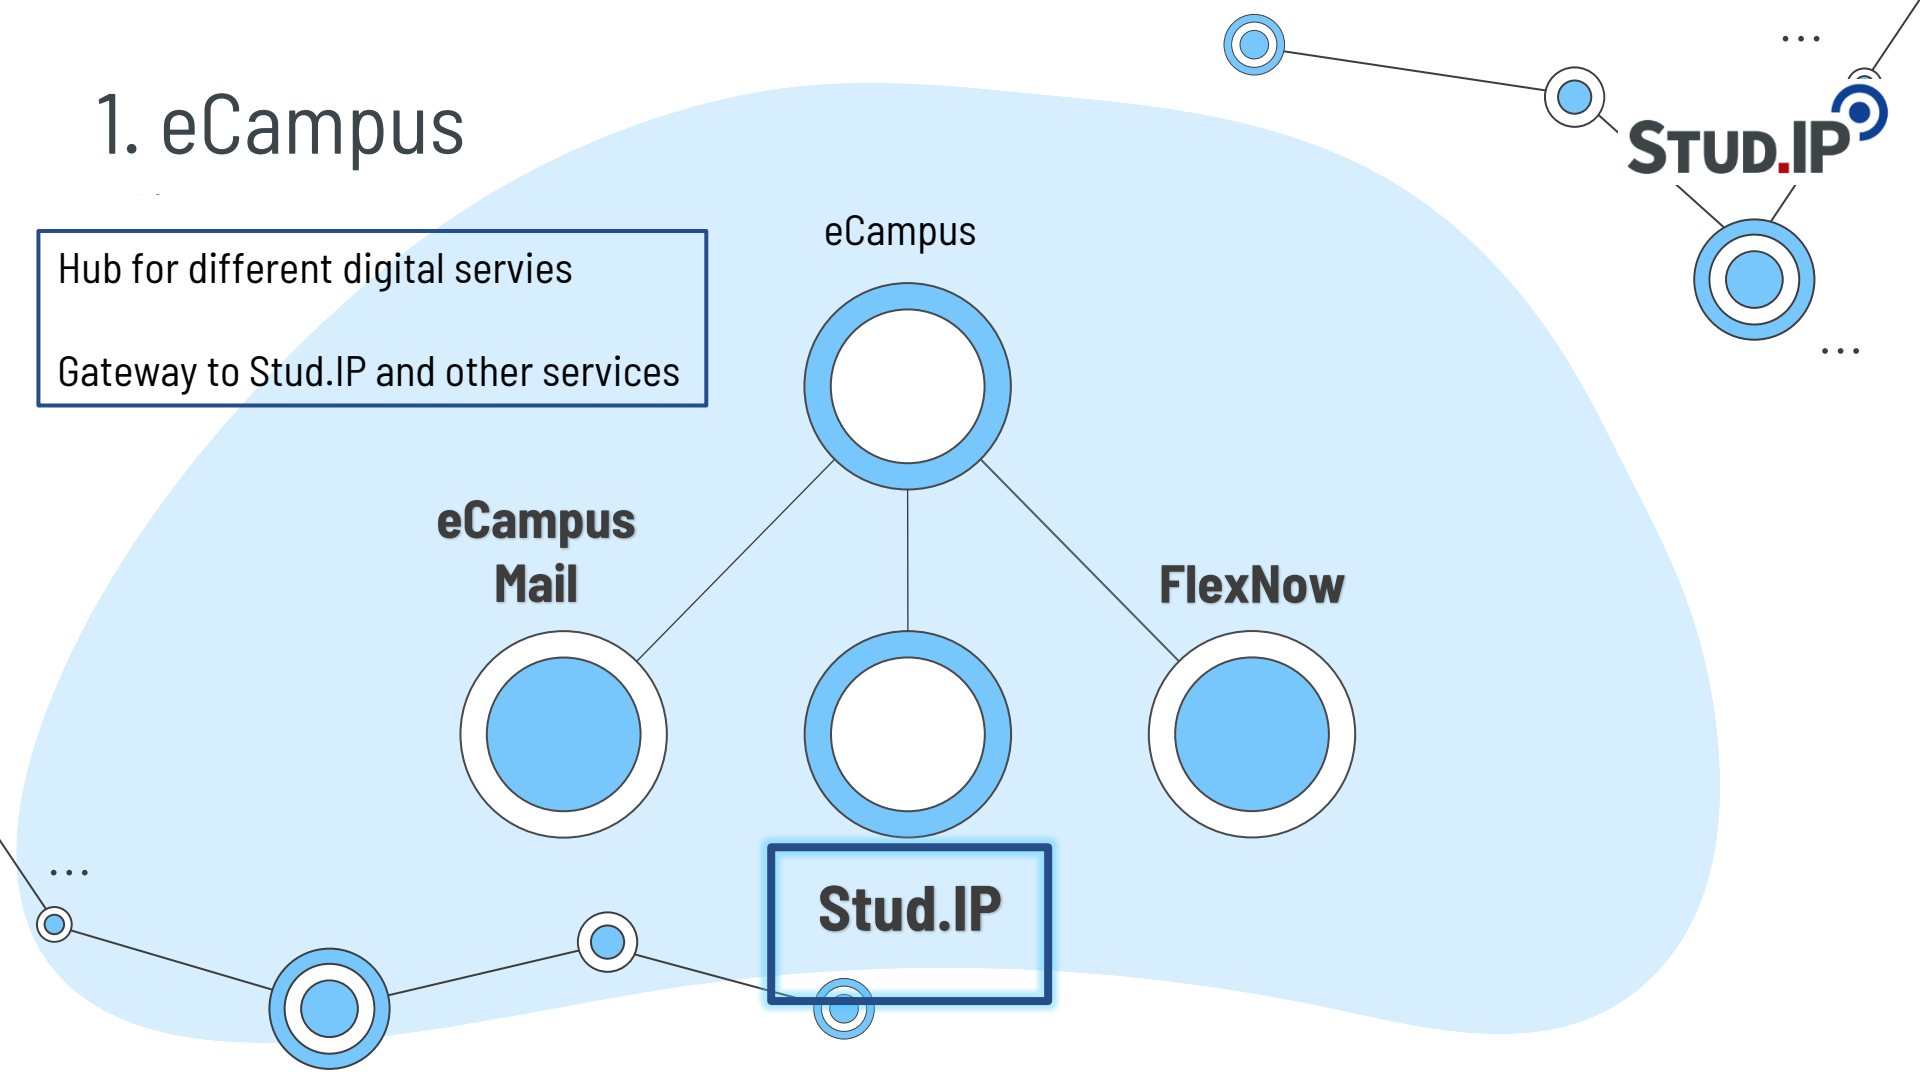 1. eCampus
STUD.IP
Hub for different digital servies
Gateway to Stud.IP and other services
eCampus
eCampus
Mail
FlexNow
Stud.IP